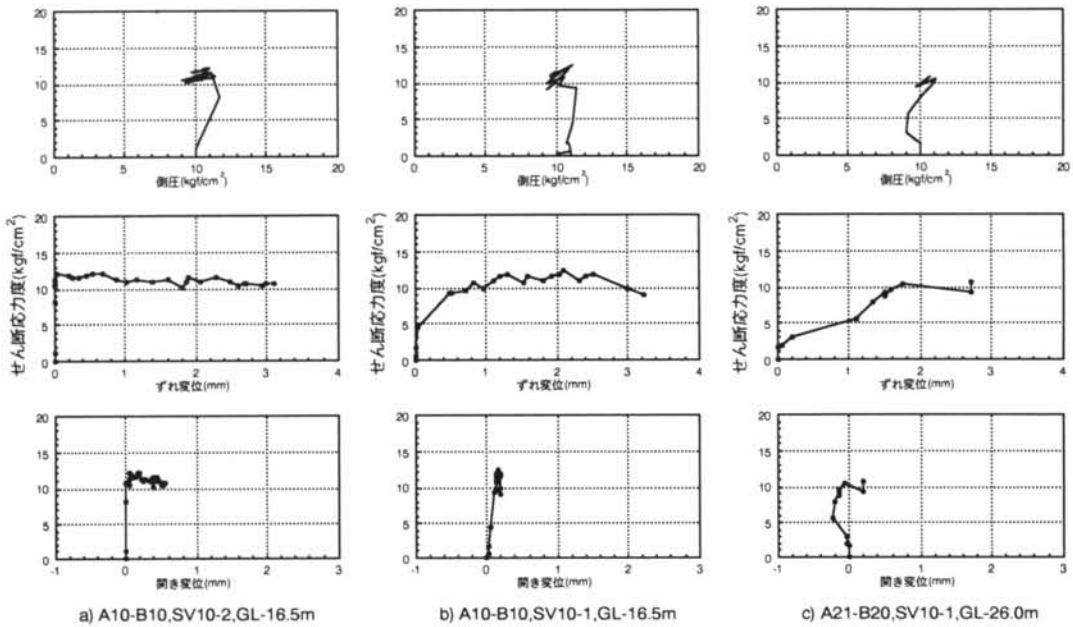 20 20 20
15 15 15
10 10 10
5 5 5
0 0 0
0 5 10 15 20 0 5 10 15 20 0 5 10 15 20
側圧(kgf/cm²) 側圧(kgf/cm²) 側圧(kgf/cm²)
せん断応力度(kgf/cm²) せん断応力度(kgf/cm²) せん断応力度(kgf/cm²)
20 20 20
15 15 15
10 10 10
5 5 5
0 0 0
0 1 2 3 4 0 1 2 3 4 0 1 2 3 4
ずれ変位(mm) ずれ変位(mm) ずれ変位(mm)
20 20 20
15 15 15
10 10 10
5 5 5
0 0 0
-1 0 1 2 3 -1 0 1 2 3 -1 0 1 2 3
開き変位(mm) 開き変位(mm) 開き変位(mm)
a) A10-B10,SV10-2,GL-16.5m b) A10-B10,SV10-1,GL-16.5m c) A21-B20,SV10-1,GL-26.0m